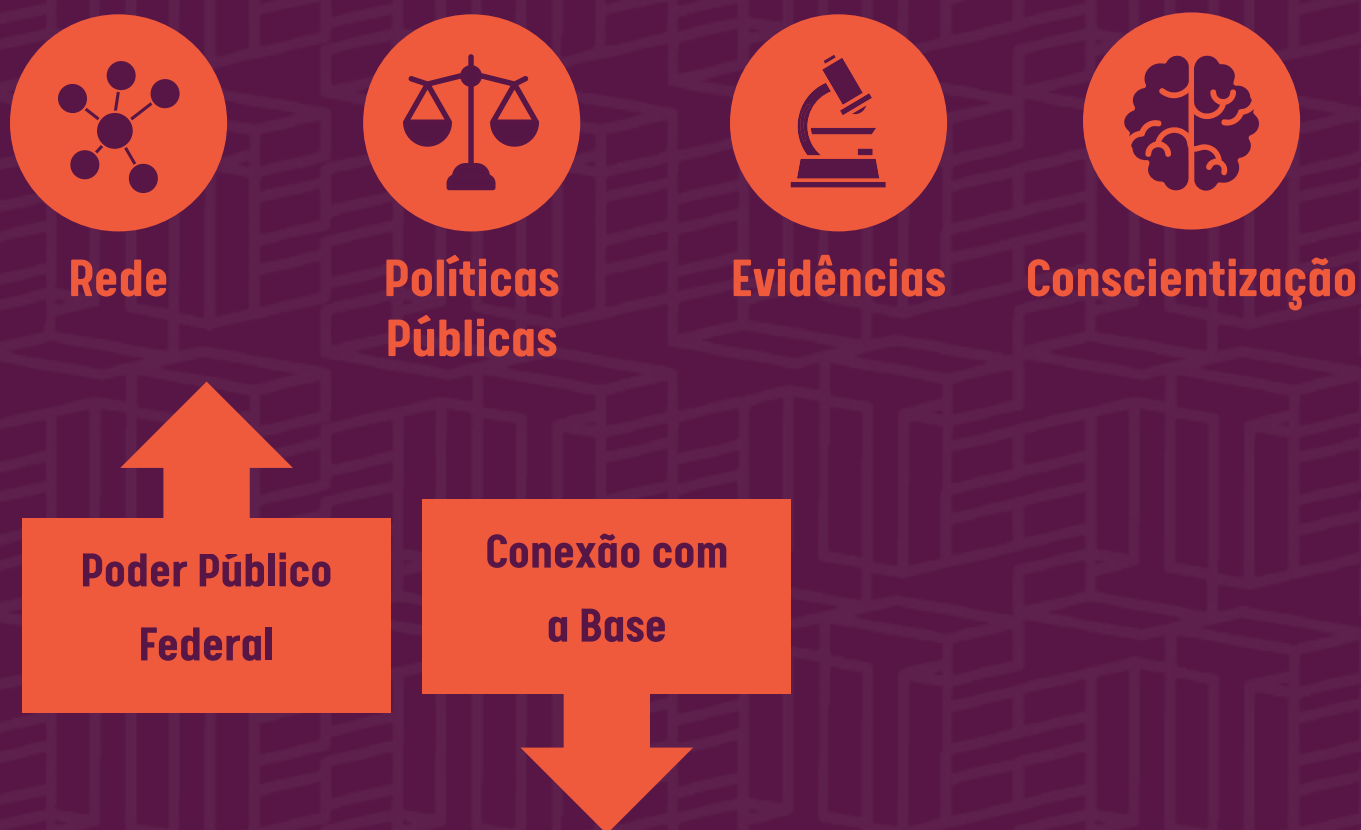 Rede
Políticas
Públicas
Evidências
Conscientização
Poder Público
Federal
Conexão com
a Base